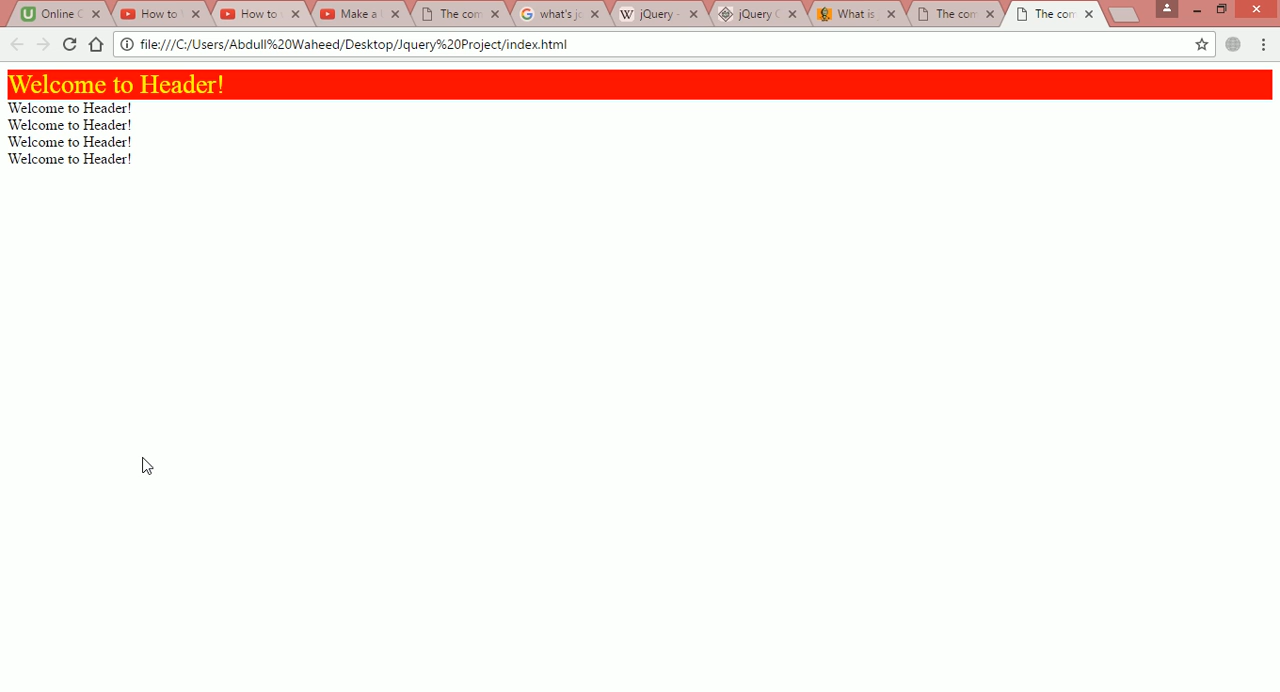 Online
How to
How to
Make a
The com
what's jq
jQuery -
jQuery
What is
The com
The com
file:///C:/Users/Abdull%20Waheed/Desktop/Jquery%20Project/index.html
Welcome to Header!
Welcome to Header!
Welcome to Header!
Welcome to Header!
Welcome to Header!